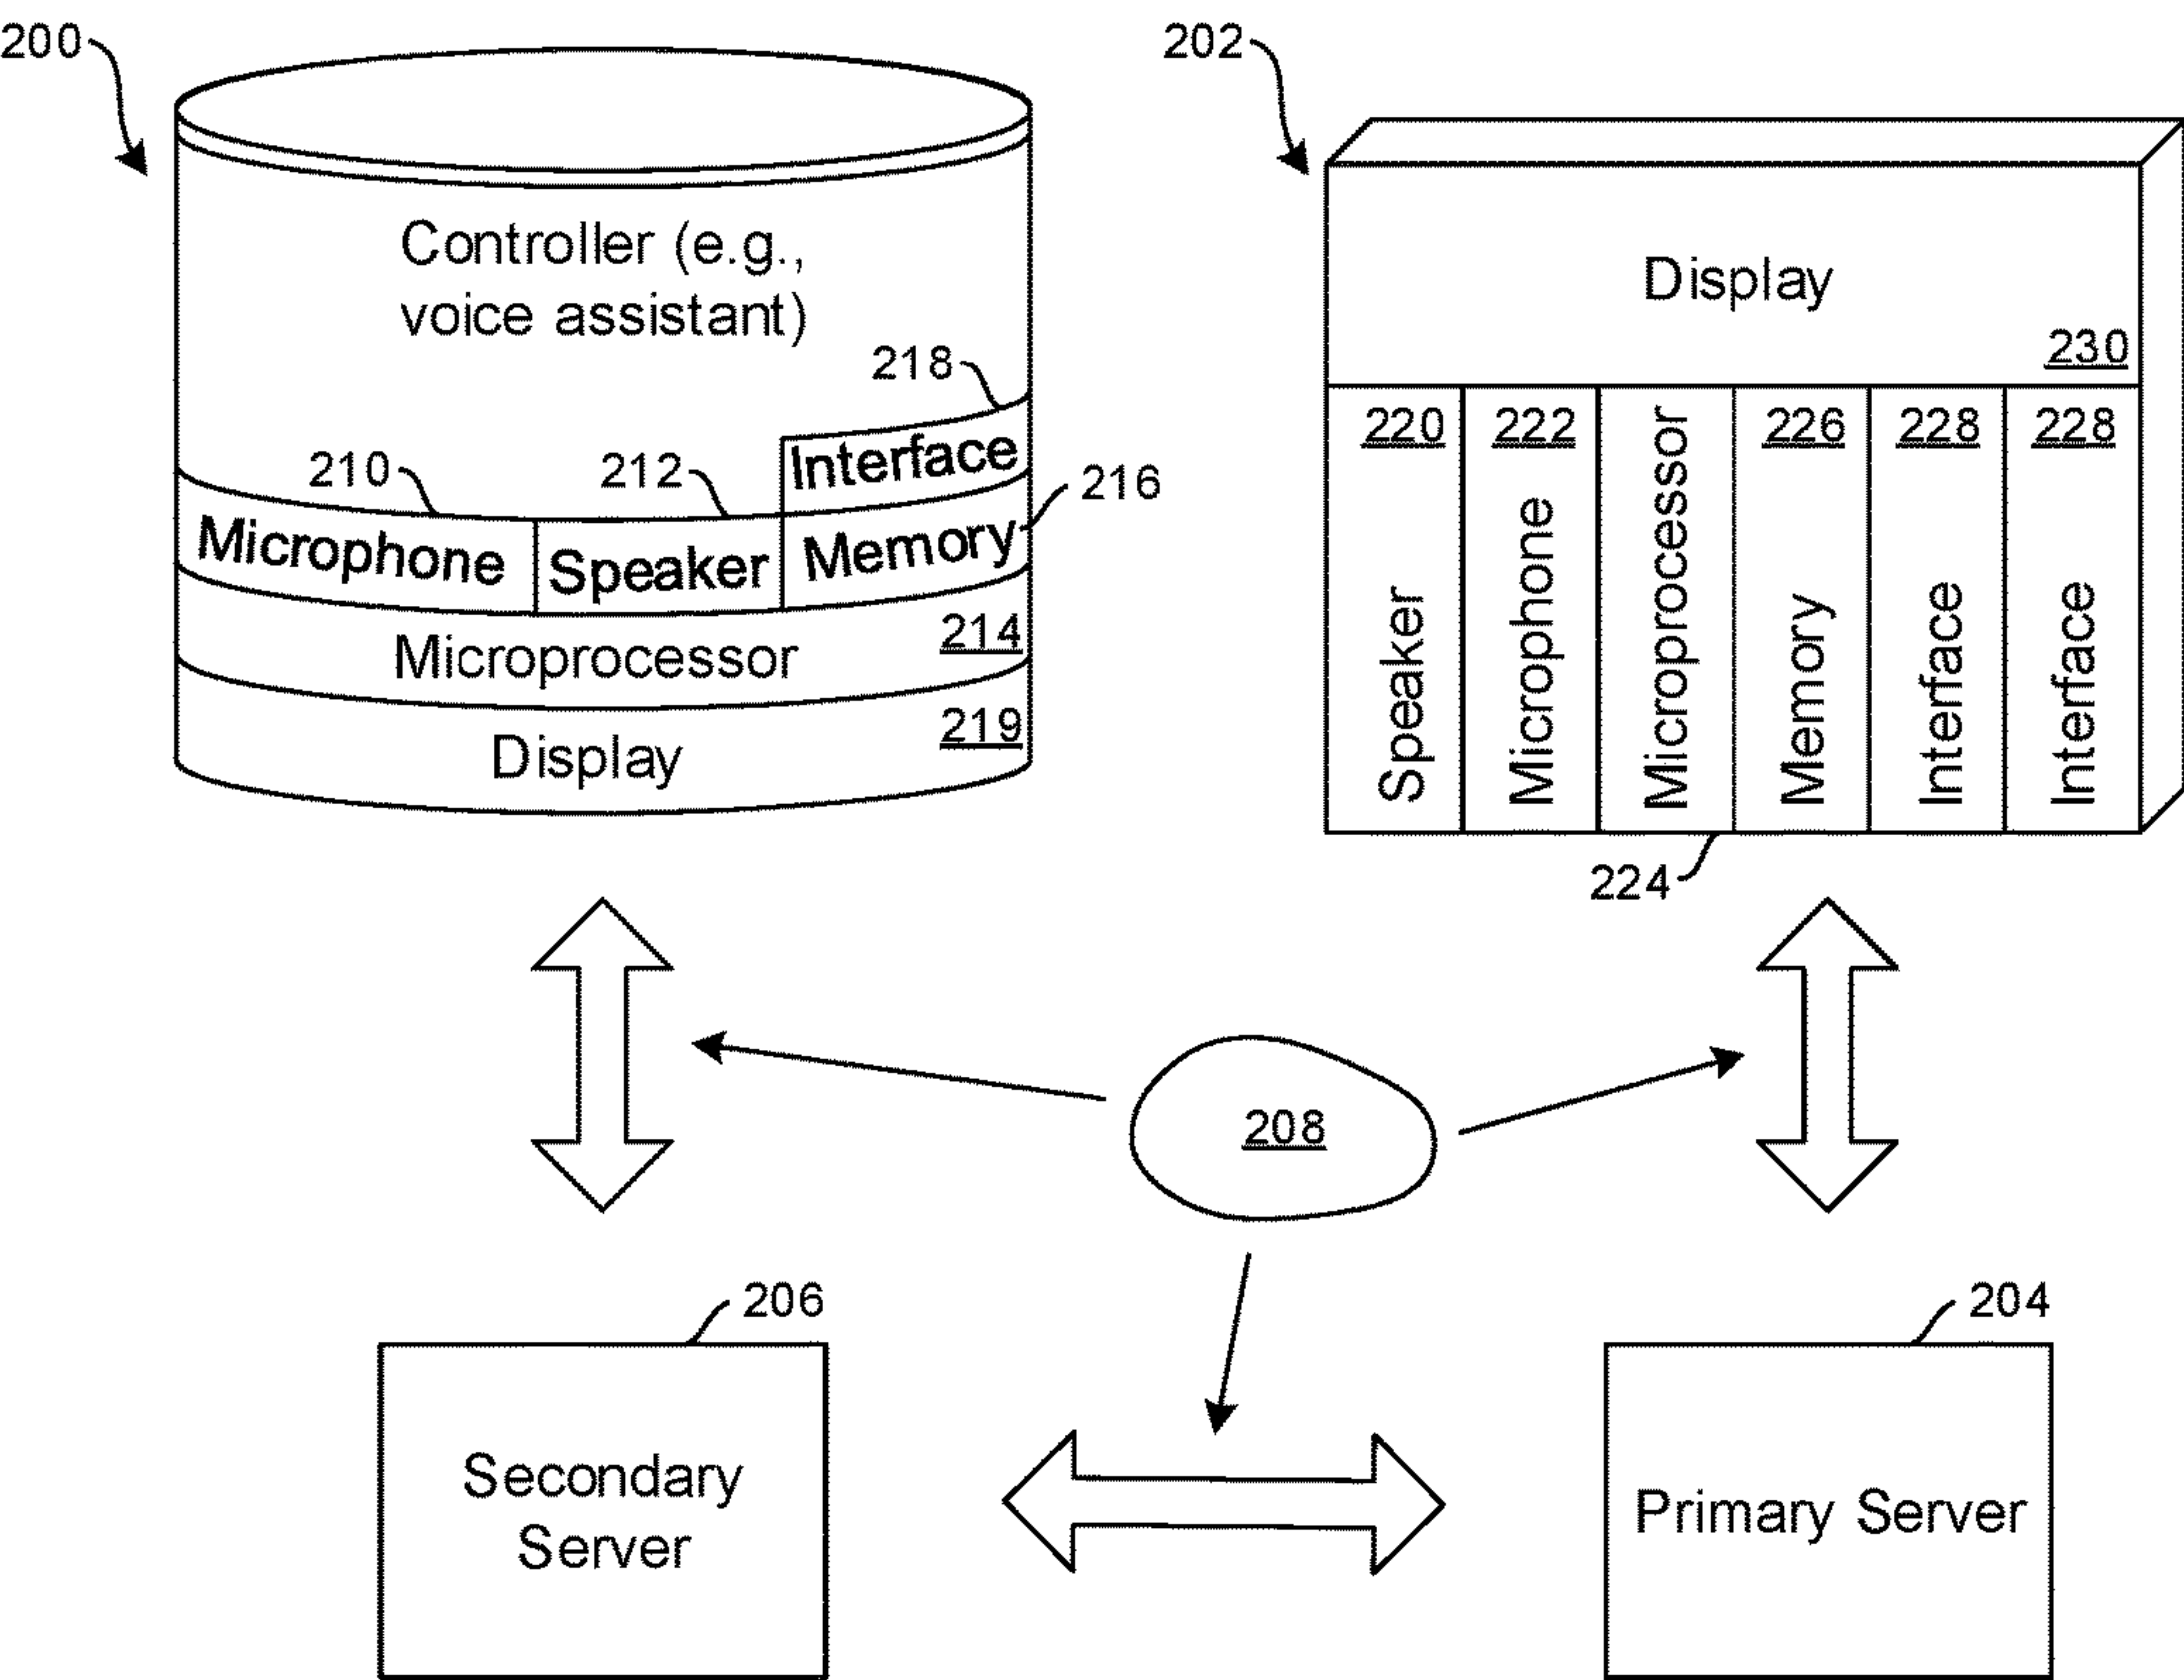 200
202
Controller (e.g.,
voice assistant)
218
Interface
210
212
216
Microphone
Speaker
Memory
214
Microprocessor
219
Display
Display
230
220
222
226
228
228
Speaker
Microphone
Microprocessor
Memory
Interface
Interface
224
208
206
204
Secondary
Server
Primary Server